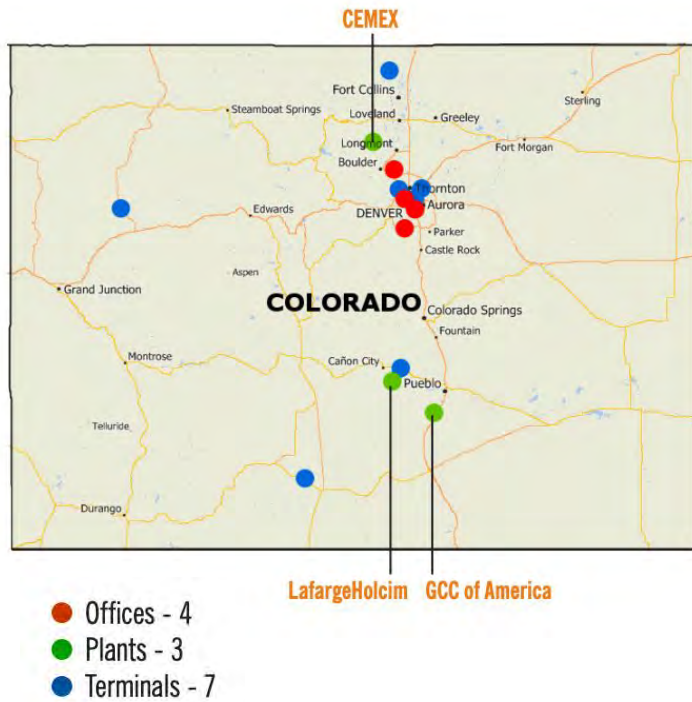 CEMEX
Fort Collins
Sterling
Steamboat Springs
Loveland
Greeley
Longmont
Fort Morgan
Boulder
Thornton
Aurora
Edwards
DENVER
Parker
Castle Rock
Aspen
Grand Junction
COLORADO
Colorado Springs
Fountain
Montrose
Cañon City
Pueblo
Telluride
Durango
LafargeHolcim
GCC of America
Offices - 4
Plants - 3
Terminals - 7